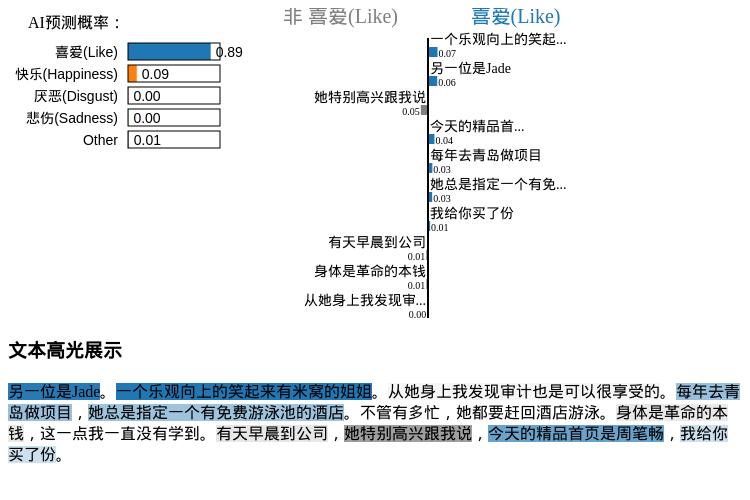 AI预测概率：
喜爱(Like)
0.89
快乐(Happiness)
0.09
厌恶(Disgust)
0.00
悲伤(Sadness)
0.00
Other
0.01
非 喜爱(Like)
喜爱(Like)
一个乐观向上的笑起...
0.07
另一位是Jade
0.06
她特别高兴跟我说
0.05
今天的精品首...
0.04
每年去青岛做项目
0.03
她总是指定一个有免...
0.03
我给你买了份
0.01
有天早晨到公司
0.01
身体是革命的本钱
0.01
从她身上我发现审...
0.00
文本高光展示
另一位是Jade。一个乐观向上的笑起来有米窝的姐姐。从她身上我发现审计也是可以很享受的。每年去青
岛做项目，她总是指定一个有免费游泳池的酒店。不管有多忙，她都要赶回酒店游泳。身体是革命的本
钱，这一点我一直没有学到。有天早晨到公司，她特别高兴跟我说，今天的精品首页是周笔畅，我给你
买了份。